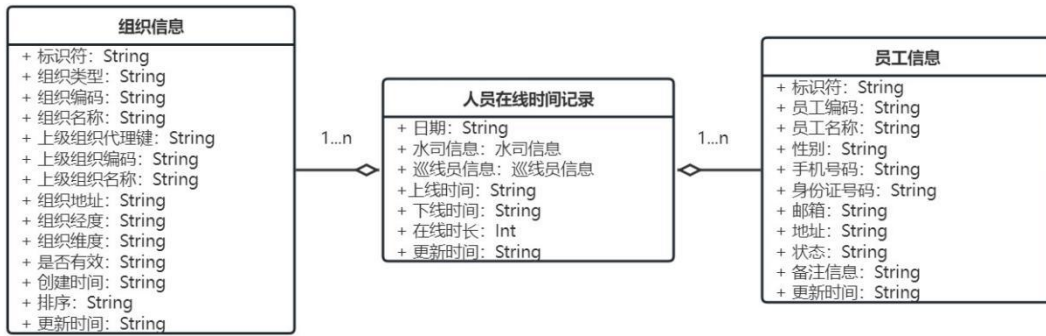 组织信息
+ 标识符：String
+ 组织类型：String
+ 组织编码：String
+ 组织名称：String
+ 上级组织代理键：String
+ 上级组织编码：String
+ 上级组织名称：String
+ 组织地址：String
+ 组织经度：String
+ 组织维度：String
+ 是否有效：String
+ 创建时间：String
+ 排序：String
+ 更新时间：String
1...n
人员在线时间记录
+ 日期：String
+ 水司信息：水司信息
+ 巡线员信息：巡线员信息
+上线时间：String
+ 下线时间：String
+ 在线时长：Int
+ 更新时间：String
1...n
员工信息
+ 标识符：String
+ 员工编码：String
+ 员工名称：String
+ 性别：String
+ 手机号码：String
+ 身份证号码：String
+ 邮箱：String
+ 地址：String
+ 状态：String
+ 备注信息：String
+ 更新时间：String